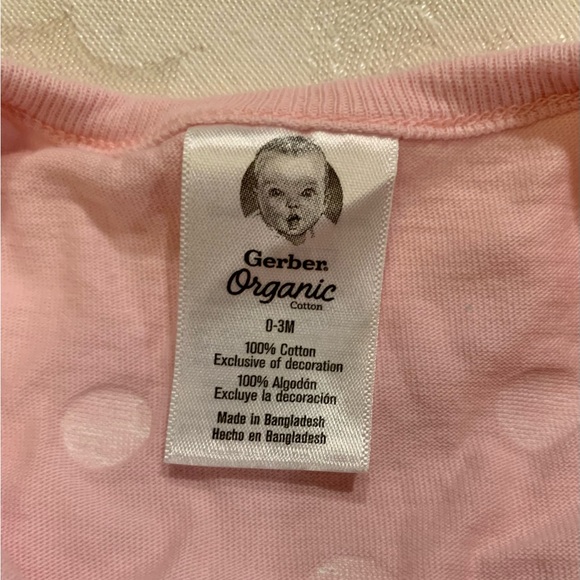 Gerber
Organic
Cotton
0-3M
100% Cotton
Exclusive of decoration
100% Algodón
Excluye la decoración
Made in Bangladesh
Hecho en Bangladesh